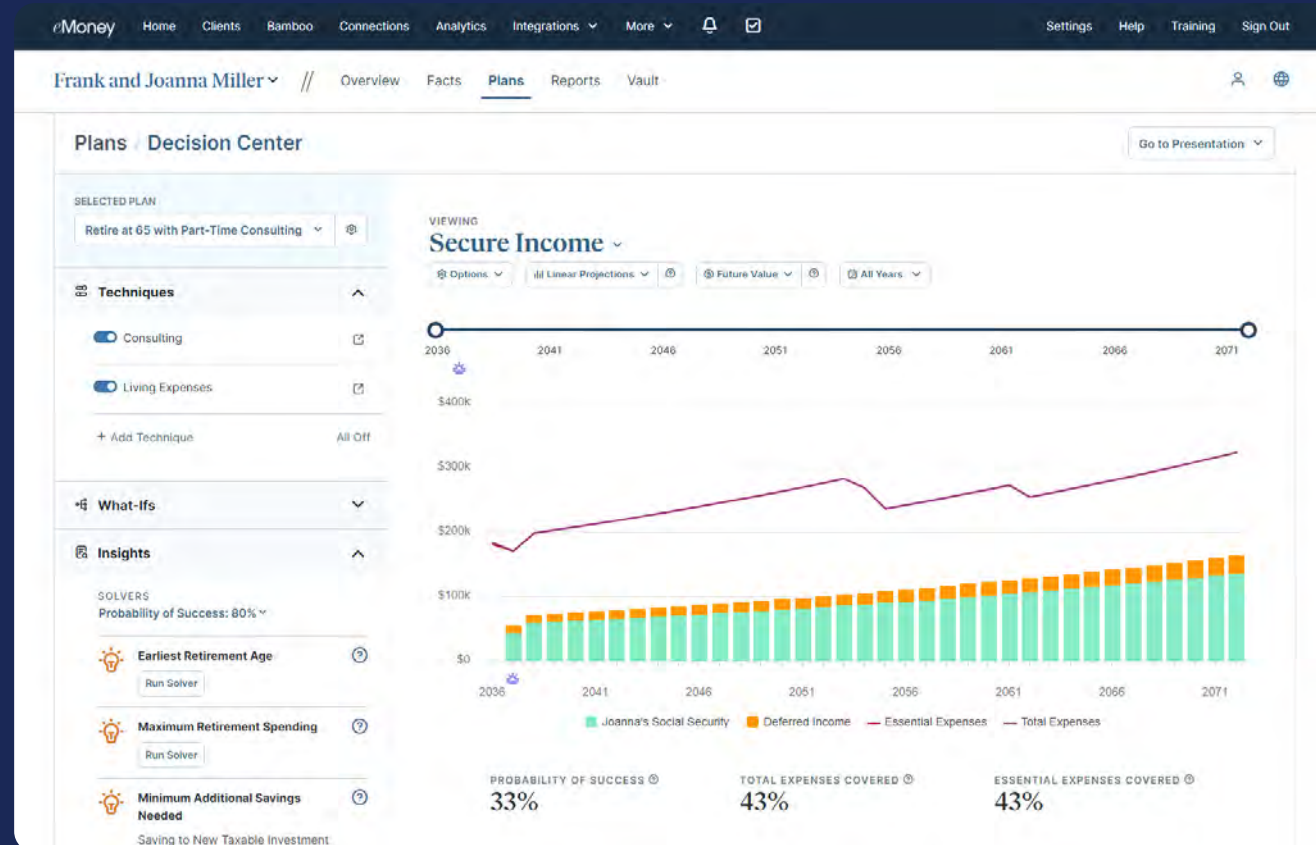 eMoney Home Clients Bamboo Connections Analytics Integrations More Settings Help Training Sign Out
Frank and Joanna Miller // Overview Facts Plans Reports Vault
Plans / Decision Center
Go to Presentation
SELECTED PLAN
Retire at 65 with Part-Time Consulting
Techniques
Consulting
Living Expenses
+ Add Technique All Off
What-Ifs
Insights
SOLVERS
Probability of Success: 80%
Earliest Retirement Age
Run Solver
Maximum Retirement Spending
Run Solver
Minimum Additional Savings
Needed
Saving to New Taxable Investment
VIEWING
Secure Income
Options Linear Projections Future Value All Years
2036 2041 2046 2051 2056 2061 2066 2071
$400k
$300k
$200k
$100k
$0
2036 2041 2046 2051 2056 2061 2066 2071
Joanna's Social Security Deferred Income Essential Expenses Total Expenses
PROBABILITY OF SUCCESS TOTAL EXPENSES COVERED ESSENTIAL EXPENSES COVERED
33% 43% 43%